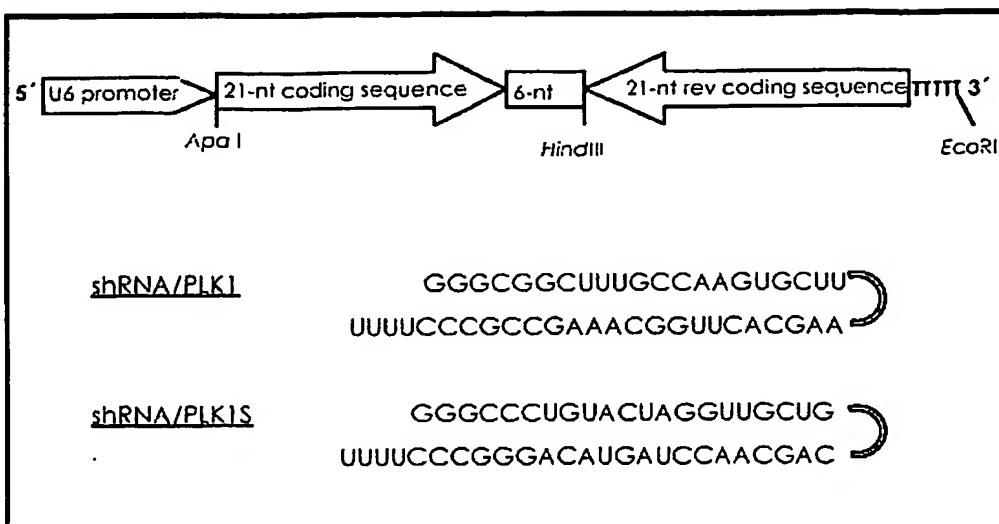 5´ U6 promoter 21-nt coding sequence 6-nt 21-nt rev coding sequence TTTTT 3´
Apa I HindIII EcoRI
shRNA/PLK1 GGGCGGCUUUGCCAAGUGCUU
UUUUCCCGCCGAAACGGUUCACGAA
shRNA/PLK1S GGGCCCUGUACUAGGUUGCUG
UUUUCCCGGGACAUGAUCCAACGAC